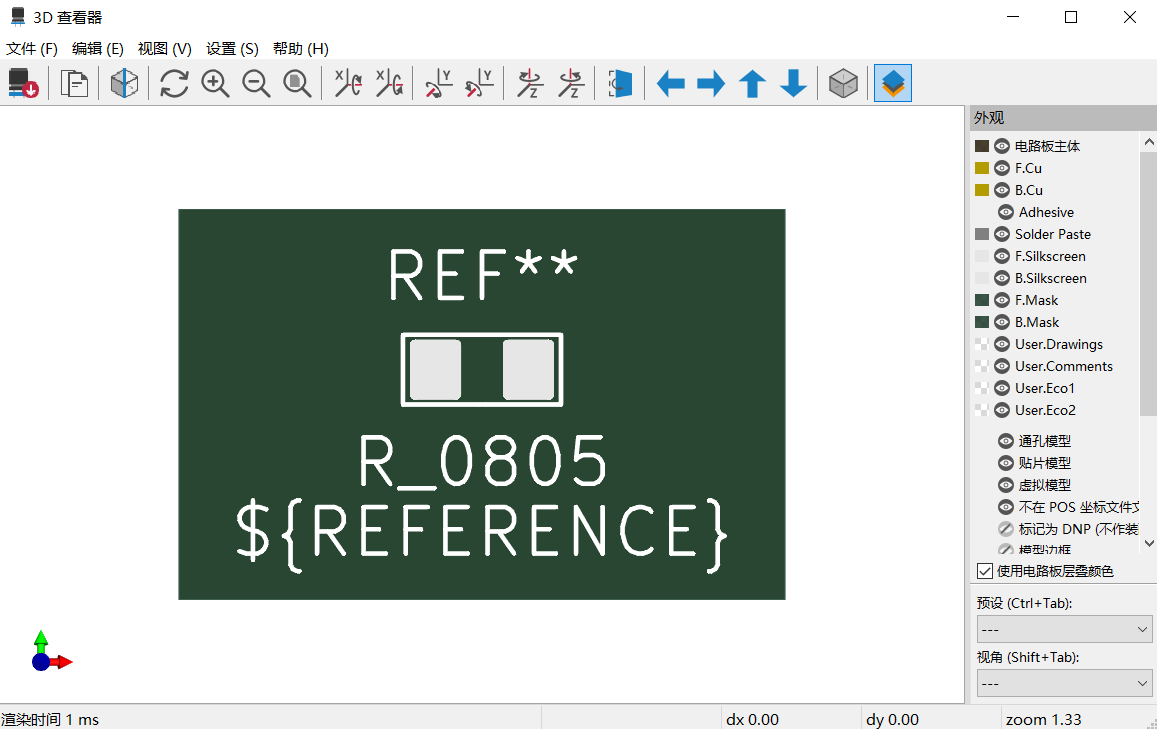 3D 查看器
文件 (F) 编辑 (E) 视图 (V) 设置 (S) 帮助 (H)
外观
电路板主体
F.Cu
B.Cu
Adhesive
Solder Paste
F.Silkscreen
B.Silkscreen
F.Mask
B.Mask
User.Drawings
User.Comments
User.Eco1
User.Eco2
通孔模型
贴片模型
虚拟模型
不在 POS 坐标文件文
标记为 DNP (不作装
模型边框
使用电路板层叠颜色
预设 (Ctrl+Tab):
---
视角 (Shift+Tab):
---
REF**
R_0805
${REFERENCE}
渲染时间 1 ms
dx 0.00
dy 0.00
zoom 1.33